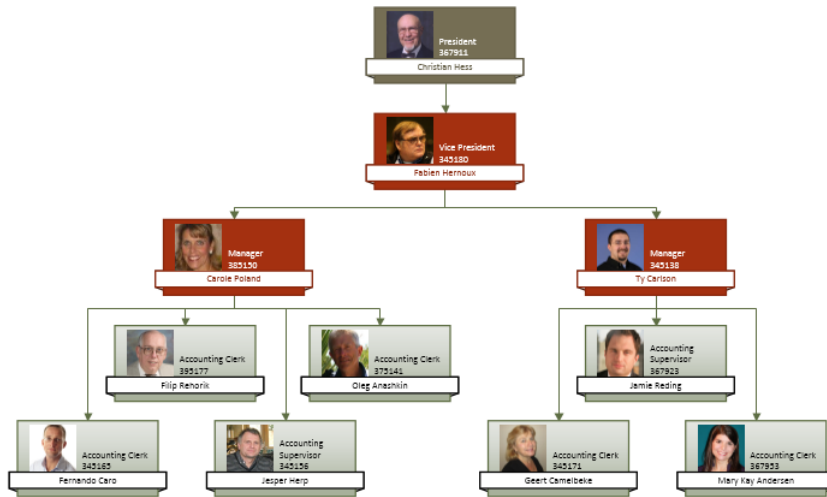 President
367911
Christian Hess
Vice President
345180
Fabien Hernoux
Manager
385150
Carole Poland
Manager
345138
Ty Carlson
Accounting Clerk
395177
Filip Rehorik
Accounting Clerk
375141
Oleg Anashkin
Accounting
Supervisor
367923
Jamie Reding
Accounting Clerk
345165
Fernando Caro
Accounting
Supervisor
345156
Jesper Herp
Accounting Clerk
345171
Geert Camelbeke
Accounting Clerk
367953
Mary Kay Andersen